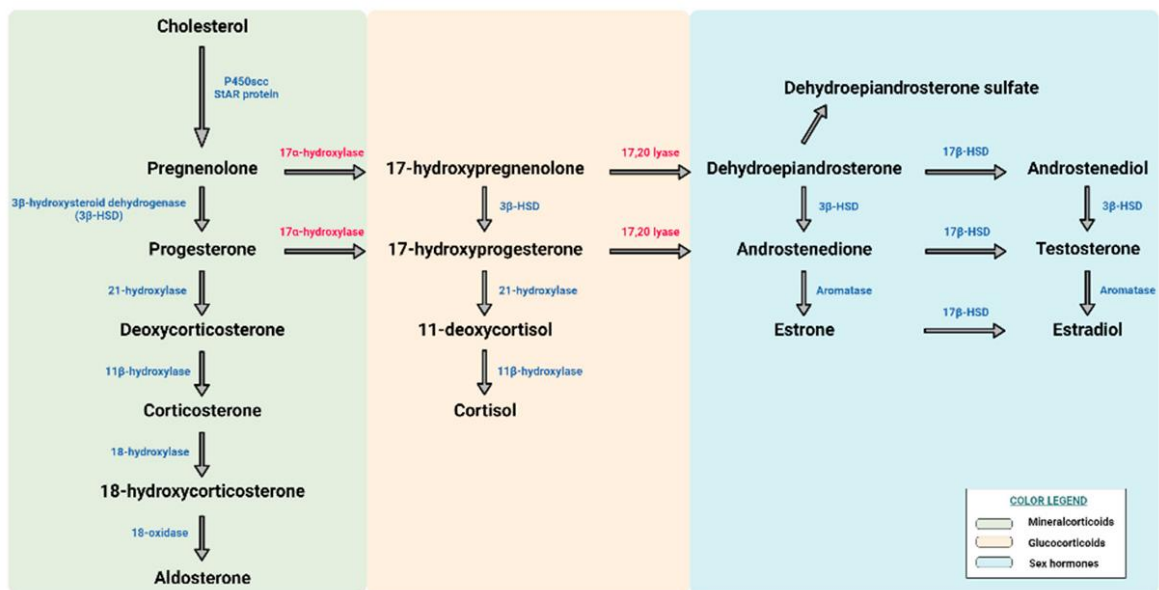 Cholesterol
P450scc
StAR protein
Dehydroepiandrosterone sulfate
17α-hydroxylase
17,20 lyase
17β-HSD
Pregnenolone
17-hydroxypregnenolone
Dehydroepiandrosterone
Androstenediol
3β-hydroxysteroid dehydrogenase
(3β-HSD)
3β-HSD
3β-HSD
3β-HSD
17α-hydroxylase
17,20 lyase
17β-HSD
Progesterone
17-hydroxyprogesterone
Androstenedione
Testosterone
21-hydroxylase
21-hydroxylase
Aromatase
Aromatase
17β-HSD
Deoxycorticosterone
11-deoxycortisol
Estrone
Estradiol
11β-hydroxylase
11β-hydroxylase
Corticosterone
Cortisol
18-hydroxylase
18-hydroxycorticosterone
18-oxidase
Aldosterone
COLOR LEGEND
Mineralcorticoids
Glucocorticoids
Sex hormones